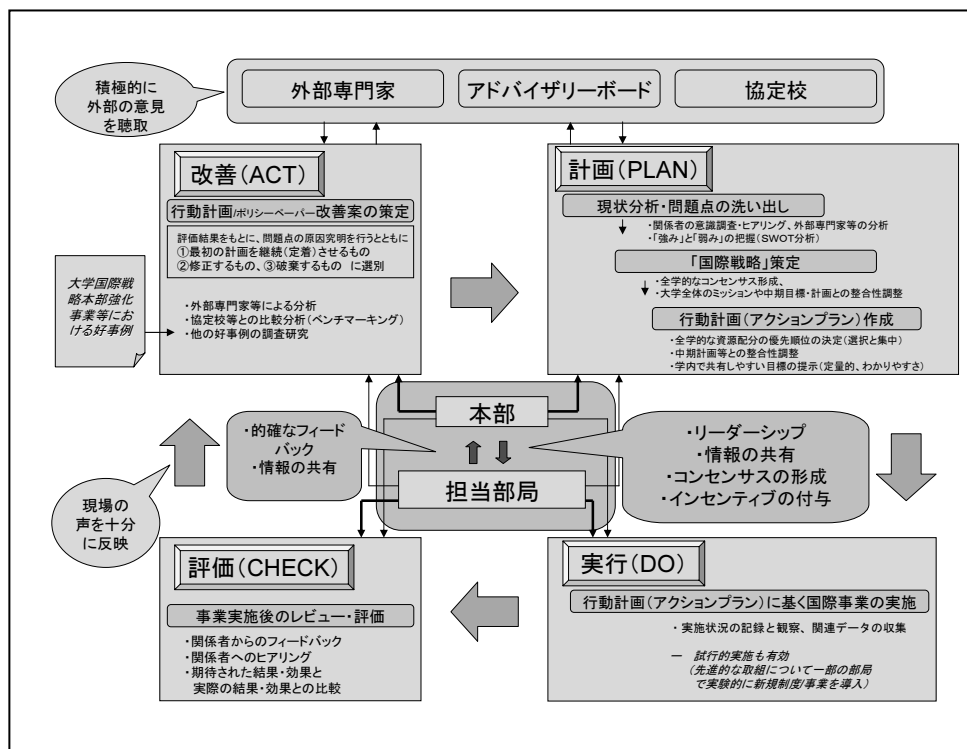 積極的に
外部の意見
を聴取
外部専門家
アドバイザリーボード
協定校
改善(ACT)
行動計画/ポリシーペーパー改善案の策定
評価結果をもとに、問題点の原因究明を行うとともに
①最初の計画を継続(定着)させるもの
②修正するもの、③破棄するもの に選別
・外部専門家等による分析
・協定校等との比較分析(ベンチマーキング)
・他の好事例の調査研究
大学国際戦
略本部強化
事業等にお
ける好事例
計画(PLAN)
現状分析・問題点の洗い出し
・関係者の意識調査・ヒアリング、外部専門家等の分析
・「強み」と「弱み」の把握(SWOT分析)
「国際戦略」策定
・全学的なコンセンサス形成、
・大学全体のミッションや中期目標・計画との整合性調整
行動計画(アクションプラン)作成
・全学的な資源配分の優先順位の決定(選択と集中)
・中期計画等との整合性調整
・学内で共有しやすい目標の提示(定量的、わかりやすさ)
本部
担当部局
・的確なフィード
バック
・情報の共有
・リーダーシップ
・情報の共有
・コンセンサスの形成
・インセンティブの付与
現場の
声を十分
に反映
評価(CHECK)
事業実施後のレビュー・評価
・関係者からのフィードバック
・関係者へのヒアリング
・期待された結果・効果と
実際の結果・効果との比較
実行(DO)
行動計画(アクションプラン)に基く国際事業の実施
・実施状況の記録と観察、関連データの収集
― 試行的実施も有効
(先進的な取組について一部の部局
で実験的に新規制度/事業を導入)